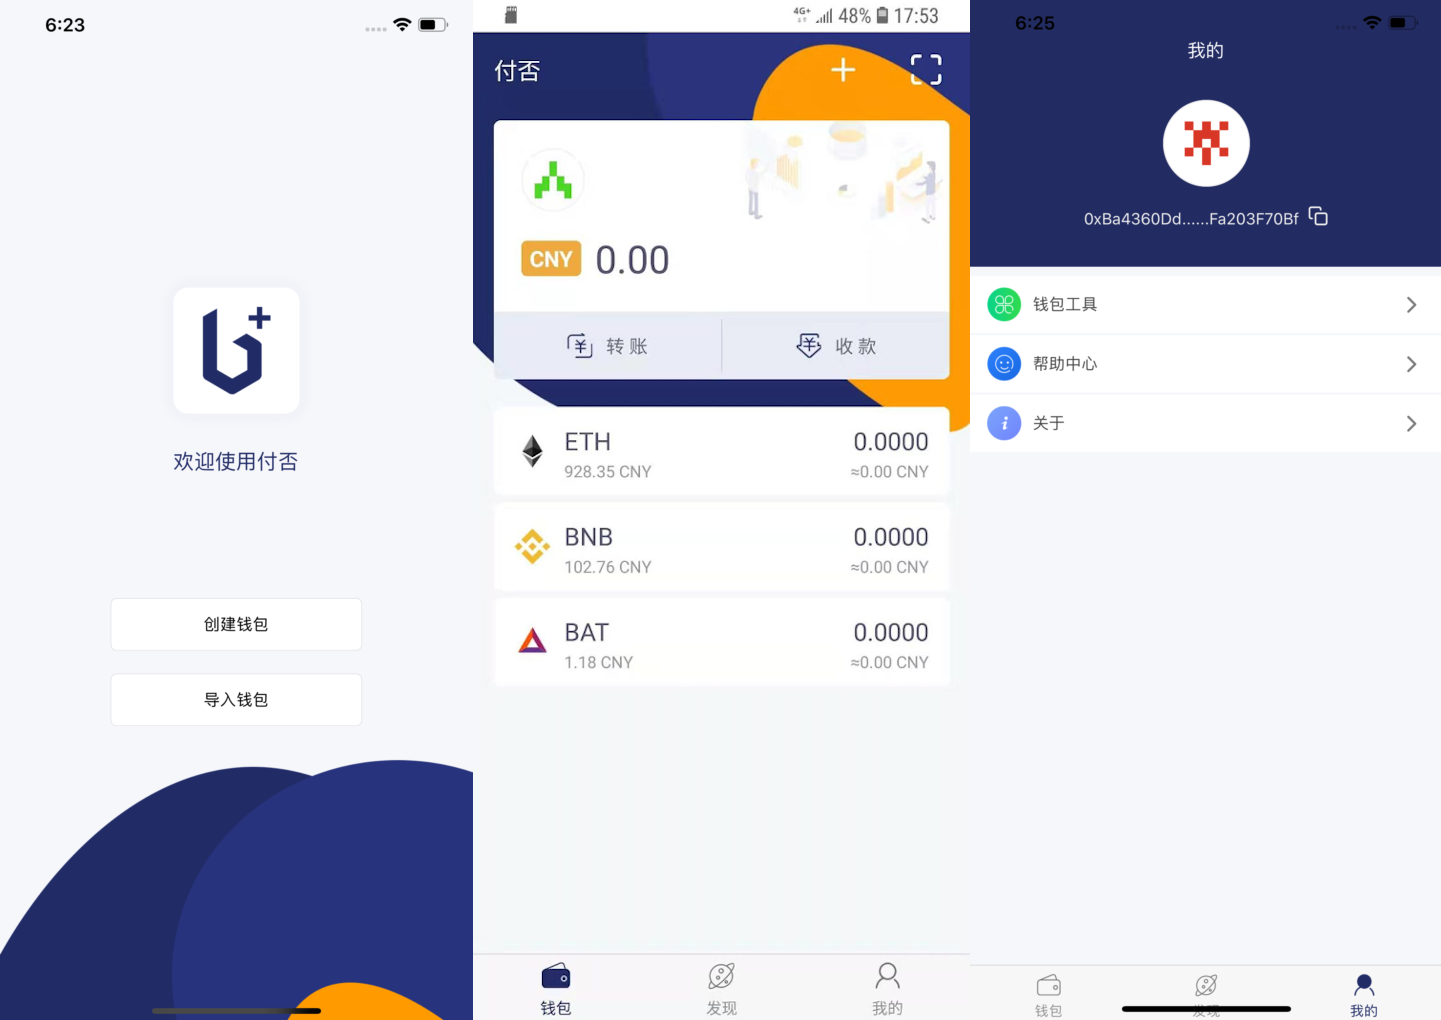 6:23
欢迎使用付否
创建钱包
导入钱包
4G+ 48% 17:53
付否
CNY 0.00
转账 收款
ETH 0.0000
928.35 CNY ≈0.00 CNY
BNB 0.0000
102.76 CNY ≈0.00 CNY
BAT 0.0000
1.18 CNY ≈0.00 CNY
钱包 发现 我的
6:25
我的
0xBa4360Dd......Fa203F70Bf
钱包工具
帮助中心
关于
钱包 发现 我的